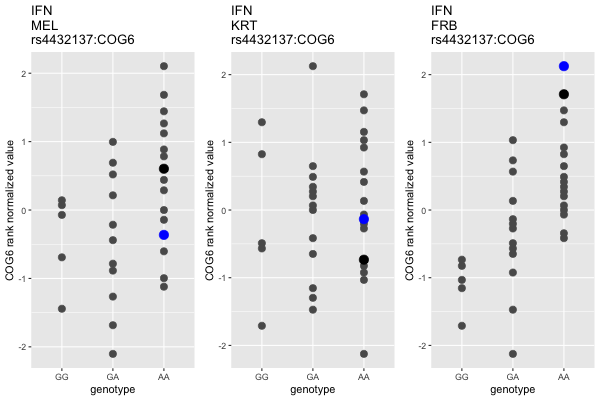 IFN
MEL
rs4432137:COG6
COG6 rank normalized value
2
1
0
-1
-2
GG GA AA
genotype
IFN
KRT
rs4432137:COG6
COG6 rank normalized value
2
1
0
-1
-2
GG GA AA
genotype
IFN
FRB
rs4432137:COG6
COG6 rank normalized value
2
1
0
-1
-2
GG GA AA
genotype